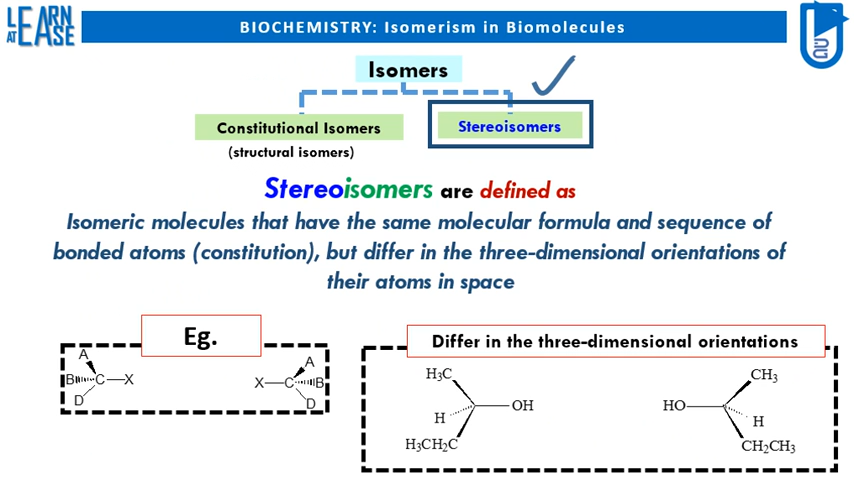 LEARN
AT EASE
BIOCHEMISTRY: Isomerism in Biomolecules
Isomers
Constitutional Isomers
(structural isomers)
Stereoisomers
Stereoisomers are defined as
Isomeric molecules that have the same molecular formula and sequence of
bonded atoms (constitution), but differ in the three-dimensional orientations of
their atoms in space
Eg.
A
B C X
D
A
X C B
D
Differ in the three-dimensional orientations
H₃C
OH
H
H₃CH₂C
CH₃
HO
H
CH₂CH₃